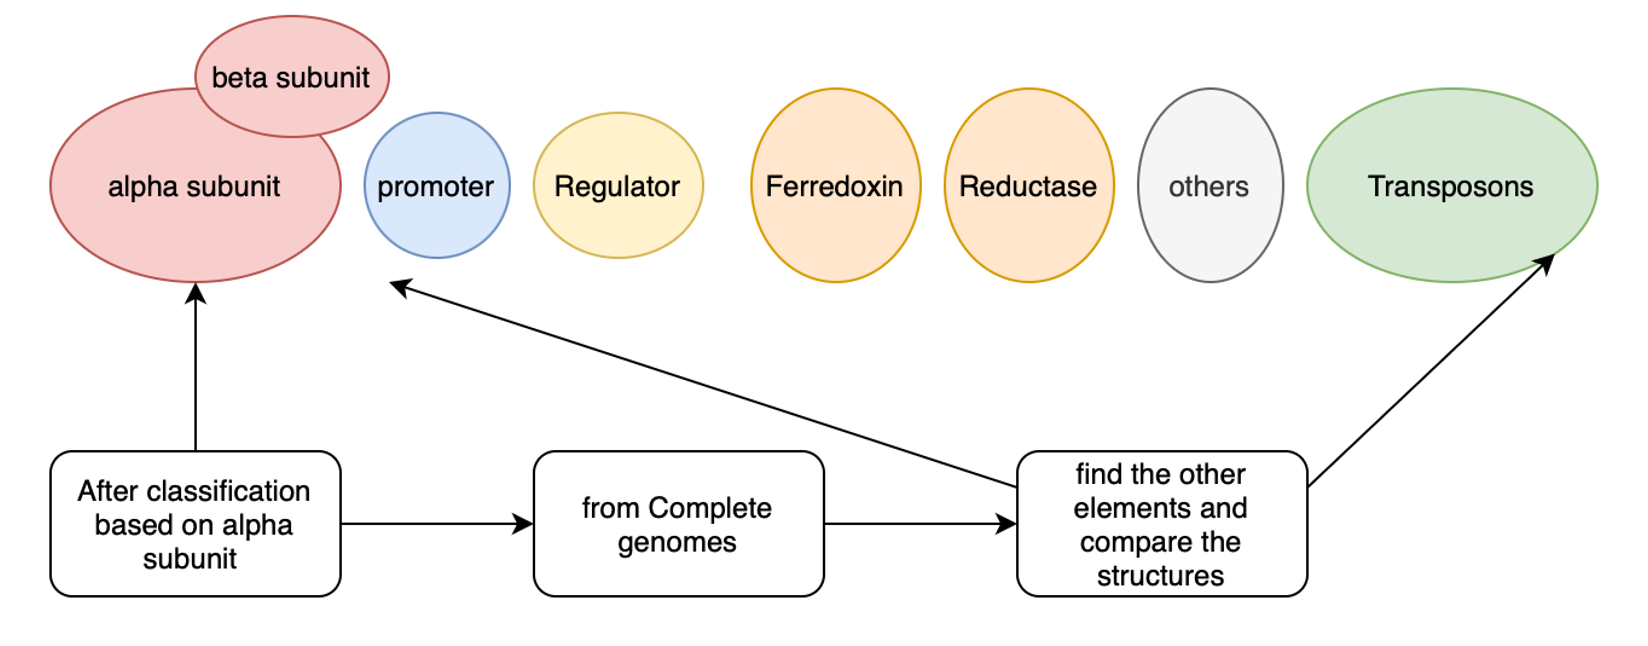 beta subunit
alpha subunit
promoter
Regulator
Ferredoxin
Reductase
others
Transposons
After classification
based on alpha
subunit
from Complete
genomes
find the other
elements and
compare the
structures